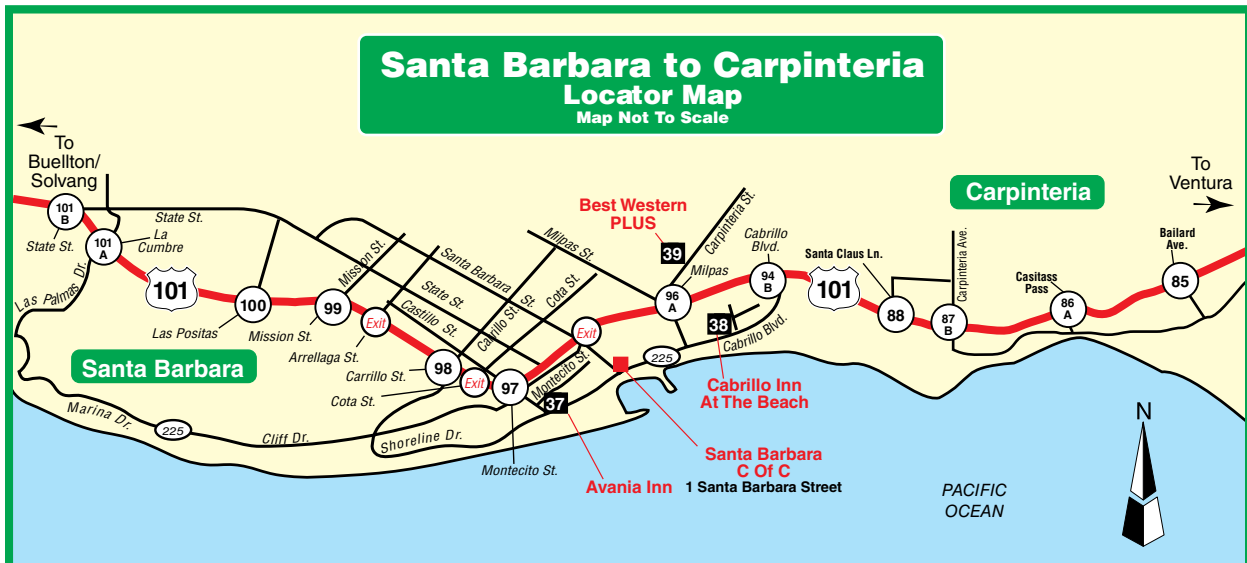 Santa Barbara to Carpinteria
Locator Map
Map Not To Scale
To
Buellton/
Solvang
To
Ventura
Carpinteria
Santa Barbara
101
B
State St.
State St.
101
A
La
Cumbre
Las Palmas Dr.
101
100
Las Positas
99
Mission St.
Mission St.
Exit
Arrellaga St.
Santa Barbara St.
State St.
Castillo St.
Cabrillo St.
Cota St.
Milpas St.
98
Carrillo St.
Exit
Cota St.
97
Montecito St.
Montecito St.
Exit
37
Avania Inn
Santa Barbara
C Of C
1 Santa Barbara Street
Best Western
PLUS
39
Carpinteria St.
96
A
Milpas
38
Cabrillo Inn
At The Beach
Cabrillo Blvd.
225
Cabrillo
Blvd.
94
B
101
Santa Claus Ln.
88
87
B
Carpinteria Ave.
Casitass
Pass
86
A
Bailard
Ave.
85
Marina Dr.
225
Cliff Dr.
Shoreline Dr.
PACIFIC
OCEAN
N